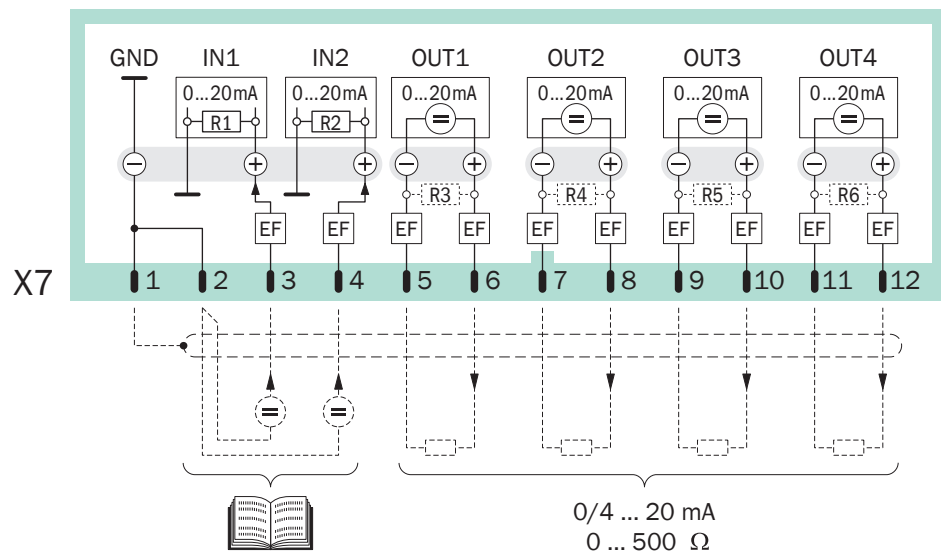 GND IN1 IN2 OUT1 OUT2 OUT3 OUT4
0...20mA 0...20mA 0...20mA 0...20mA 0...20mA 0...20mA
R1 R2
− + + − + − + − + − +
R3 R4 R5 R6
EF EF EF EF EF EF EF EF EF EF
X7 1 2 3 4 5 6 7 8 9 10 11 12
0/4 ... 20 mA
0 ... 500 Ω